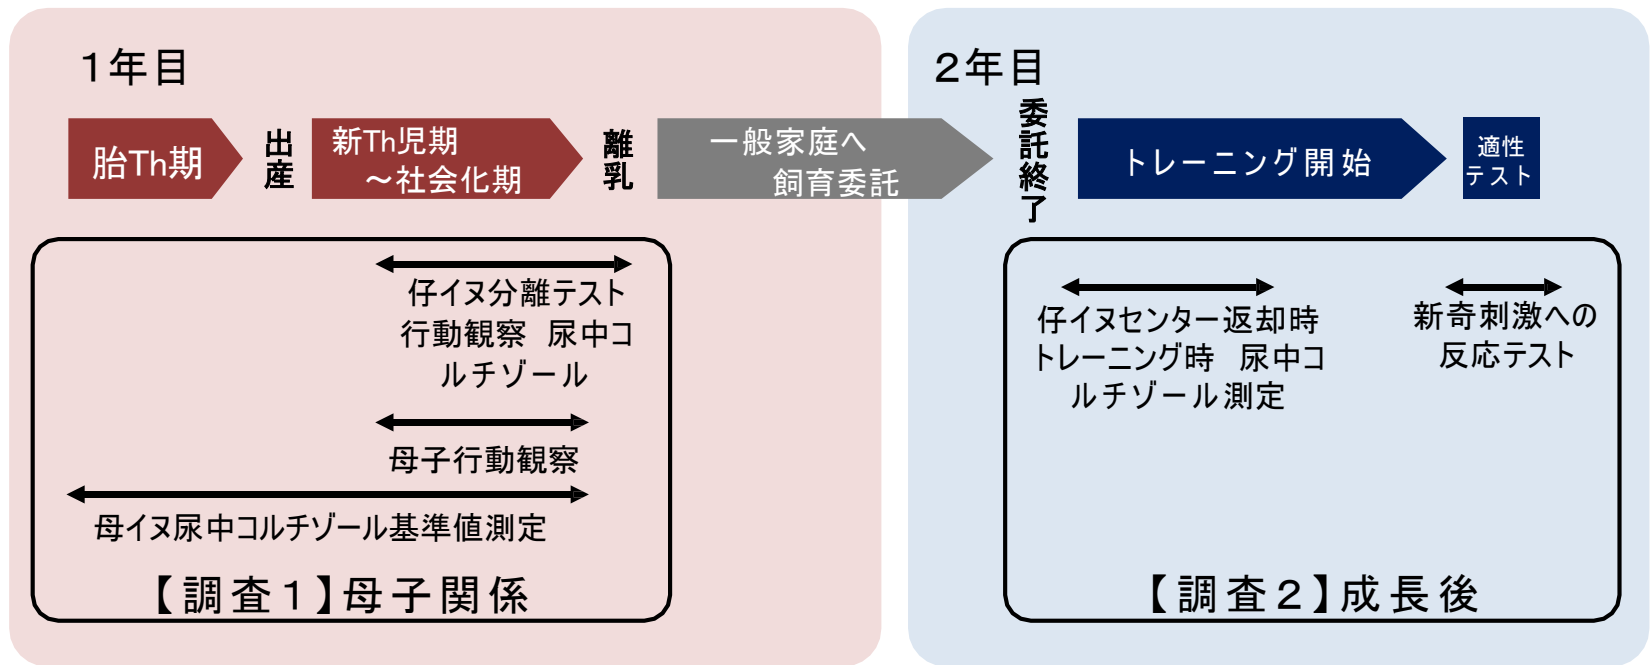 1年目
胎Th期
出産
新Th児期
～社会化期
離乳
一般家庭へ
飼育委託
仔イヌ分離テスト
行動観察　尿中コ
ルチゾール
母子行動観察
母イヌ尿中コルチゾール基準値測定
【調査1】母子関係
2年目
委託終了
トレーニング開始
適性
テスト
仔イヌセンター返却時
トレーニング時　尿中コ
ルチゾール測定
新奇刺激への
反応テスト
【調査2】成長後